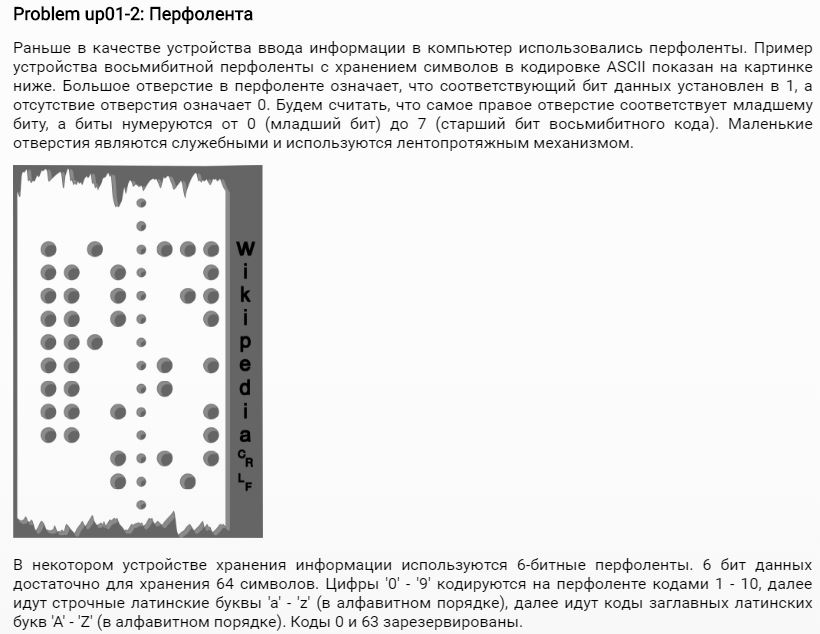 Problem up01-2: Перфолента
Раньше в качестве устройства ввода информации в компьютер использовались перфоленты. Пример
устройства восьмибитной перфоленты с хранением символов в кодировке ASCII показан на картинке
ниже. Большое отверстие в перфоленте означает, что соответствующий бит данных установлен в 1, а
отсутствие отверстия означает 0. Будем считать, что самое правое отверстие соответствует младшему
биту, а биты нумеруются от 0 (младший бит) до 7 (старший бит восьмибитного кода). Маленькие
отверстия являются служебными и используются лентопротяжным механизмом.
W
i
k
i
p
e
d
i
a
CR
LF
В некотором устройстве хранения информации используются 6-битные перфоленты. 6 бит данных
достаточно для хранения 64 символов. Цифры '0' - '9' кодируются на перфоленте кодами 1 - 10, далее
идут строчные латинские буквы 'a' - 'z' (в алфавитном порядке), далее идут коды заглавных латинских
букв 'A' - 'Z' (в алфавитном порядке). Коды 0 и 63 зарезервированы.